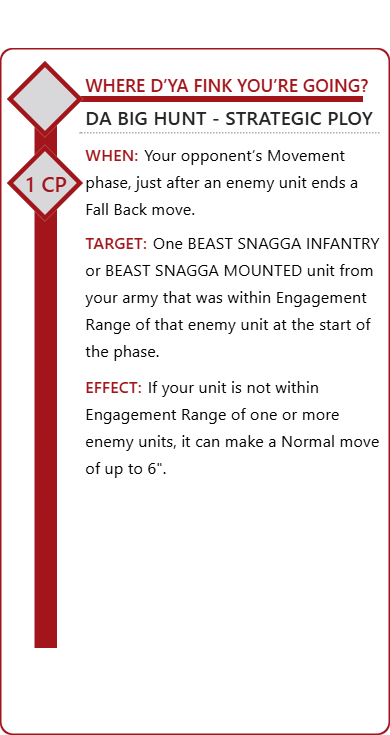 WHERE D’YA FINK YOU’RE GOING?
DA BIG HUNT - STRATEGIC PLOY
WHEN: Your opponent’s Movement
1 CP
phase, just after an enemy unit ends a
Fall Back move.
TARGET: One BEAST SNAGGA INFANTRY
or BEAST SNAGGA MOUNTED unit from
your army that was within Engagement
Range of that enemy unit at the start of
the phase.
EFFECT: If your unit is not within
Engagement Range of one or more
enemy units, it can make a Normal move
of up to 6".